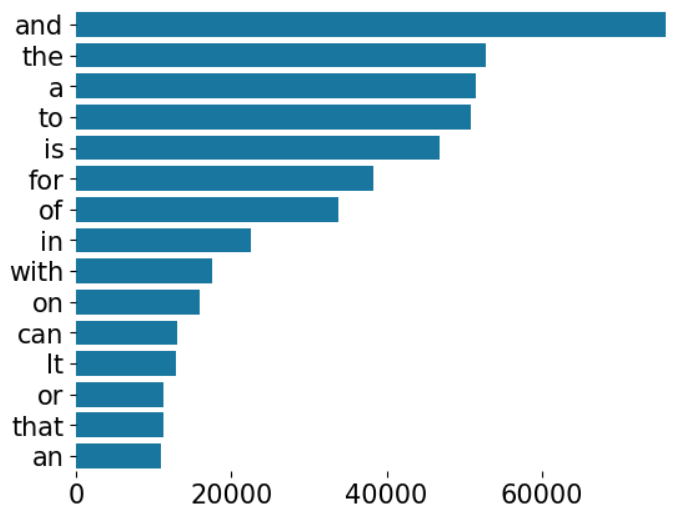 and
the
a
to
is
for
of
in
with
on
can
It
or
that
an
0 20000 40000 60000